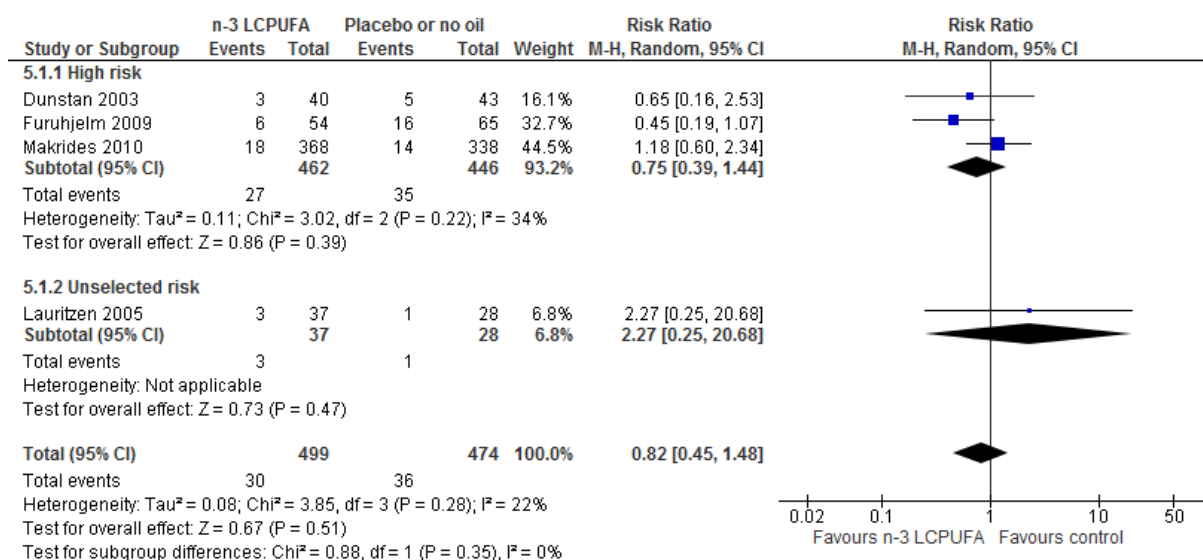 n-3 LCPUFA Placebo or no oil Risk Ratio Risk Ratio
Study or Subgroup Events Total Events Total Weight M-H, Random, 95% CI M-H, Random, 95% CI
5.1.1 High risk
Dunstan 2003 3 40 5 43 16.1% 0.65 [0.16, 2.53]
Furuhjelm 2009 6 54 16 65 32.7% 0.45 [0.19, 1.07]
Makrides 2010 18 368 14 338 44.5% 1.18 [0.60, 2.34]
Subtotal (95% CI) 462 446 93.2% 0.75 [0.39, 1.44]
Total events 27 35
Heterogeneity: Tau² = 0.11; Chi² = 3.02, df = 2 (P = 0.22); I² = 34%
Test for overall effect: Z = 0.86 (P = 0.39)
5.1.2 Unselected risk
Lauritzen 2005 3 37 1 28 6.8% 2.27 [0.25, 20.68]
Subtotal (95% CI) 37 28 6.8% 2.27 [0.25, 20.68]
Total events 3 1
Heterogeneity: Not applicable
Test for overall effect: Z = 0.73 (P = 0.47)
Total (95% CI) 499 474 100.0% 0.82 [0.45, 1.48]
Total events 30 36
Heterogeneity: Tau² = 0.08; Chi² = 3.85, df = 3 (P = 0.28); I² = 22%
Test for overall effect: Z = 0.67 (P = 0.51)
Test for subgroup differences: Chi² = 0.88, df = 1 (P = 0.35), I² = 0%
0.02 0.1 1 10 50
Favours n-3 LCPUFA Favours control